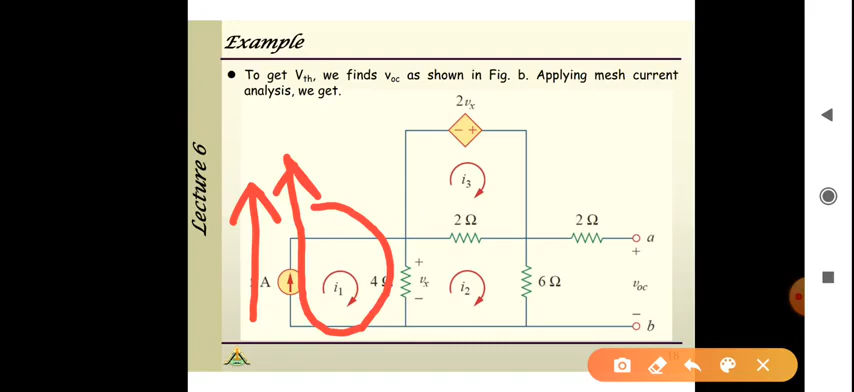 Example
To get Vth, we finds voc as shown in Fig. b. Applying mesh current
analysis, we get.
Lecture 6
2vx
− +
i3
2 Ω
2 Ω
a
+
A
i1
4 Ω
+
vx
−
i2
6 Ω
voc
−
b